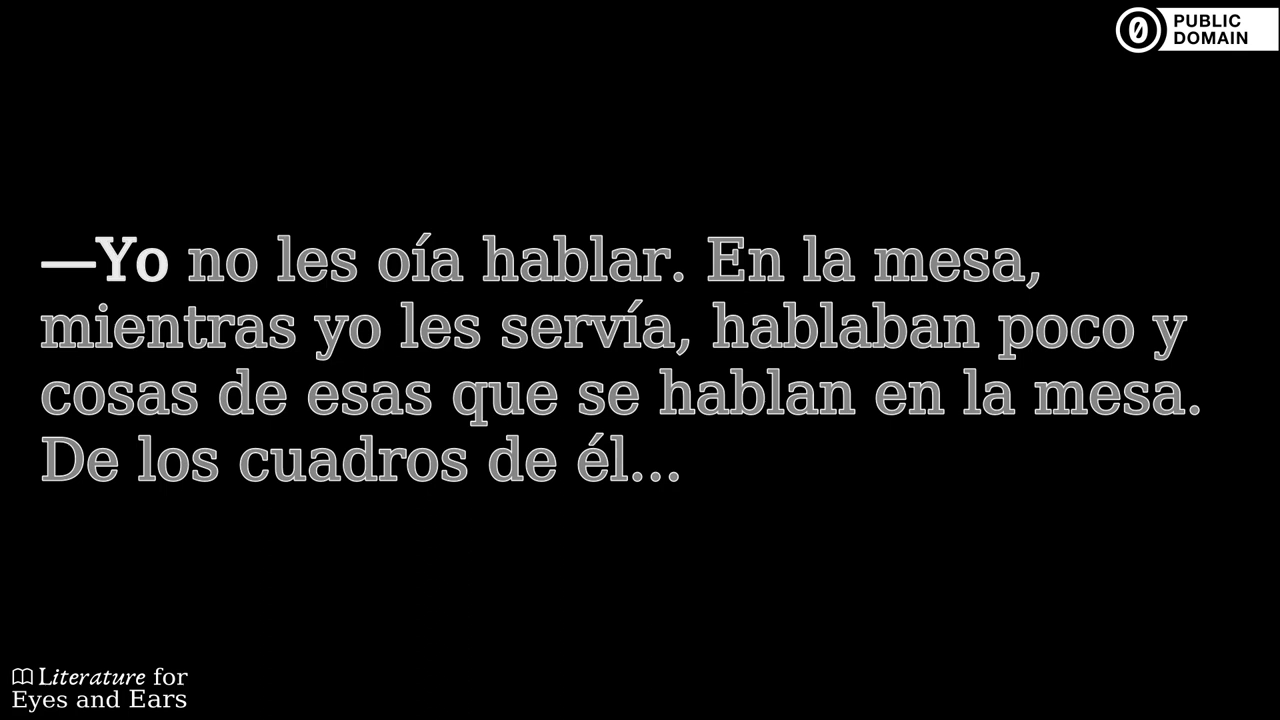 PUBLIC
DOMAIN
—Yo no les oía hablar. En la mesa,
mientras yo les servía, hablaban poco y
cosas de esas que se hablan en la mesa.
De los cuadros de él...
Literature for
Eyes and Ears